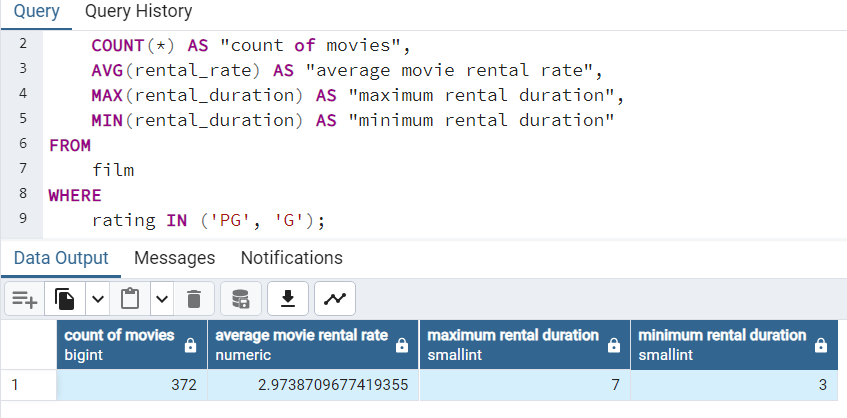 Query Query History
2 COUNT(*) AS "count of movies",
3 AVG(rental_rate) AS "average movie rental rate",
4 MAX(rental_duration) AS "maximum rental duration",
5 MIN(rental_duration) AS "minimum rental duration"
6 FROM
7 film
8 WHERE
9 rating IN ('PG', 'G');
Data Output Messages Notifications
count of movies average movie rental rate maximum rental duration minimum rental duration
bigint numeric smallint smallint
1 372 2.9738709677419355 7 3